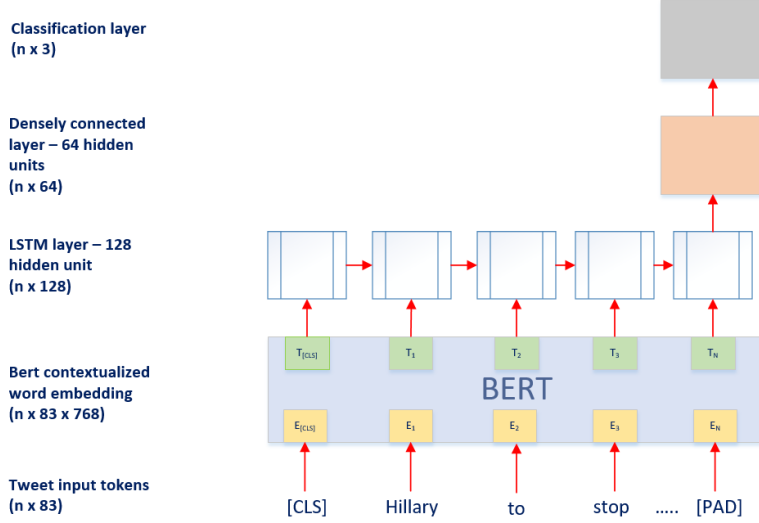 Classification layer
(n x 3)
Densely connected
layer – 64 hidden
units
(n x 64)
LSTM layer – 128
hidden unit
(n x 128)
Bert contextualized
word embedding
(n x 83 x 768)
T[CLS] T1 T2 T3 TN
BERT
E[CLS] E1 E2 E3 EN
Tweet input tokens
(n x 83)
[CLS] Hillary to stop ..... [PAD]